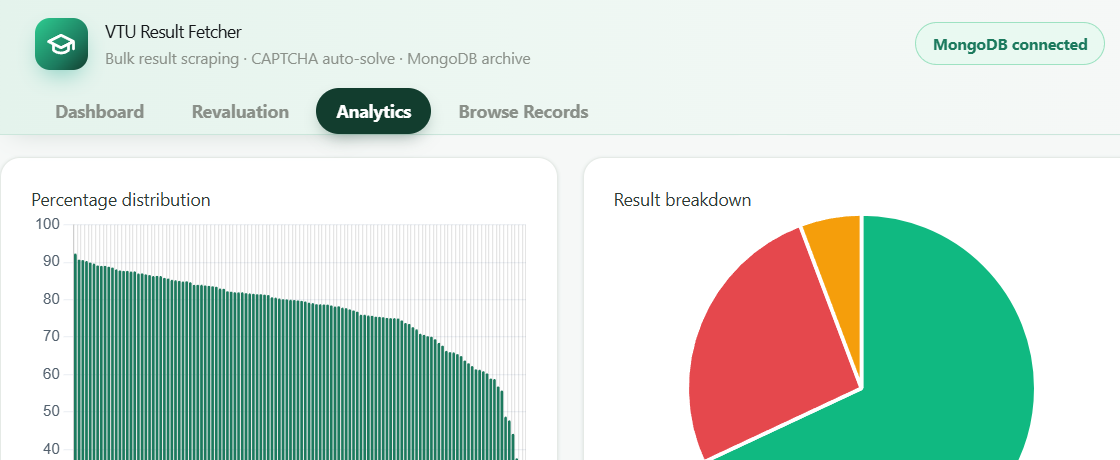 VTU Result Fetcher
Bulk result scraping · CAPTCHA auto-solve · MongoDB archive
MongoDB connected
Dashboard Revaluation Analytics Browse Records
Percentage distribution
100
90
80
70
60
50
40
Result breakdown